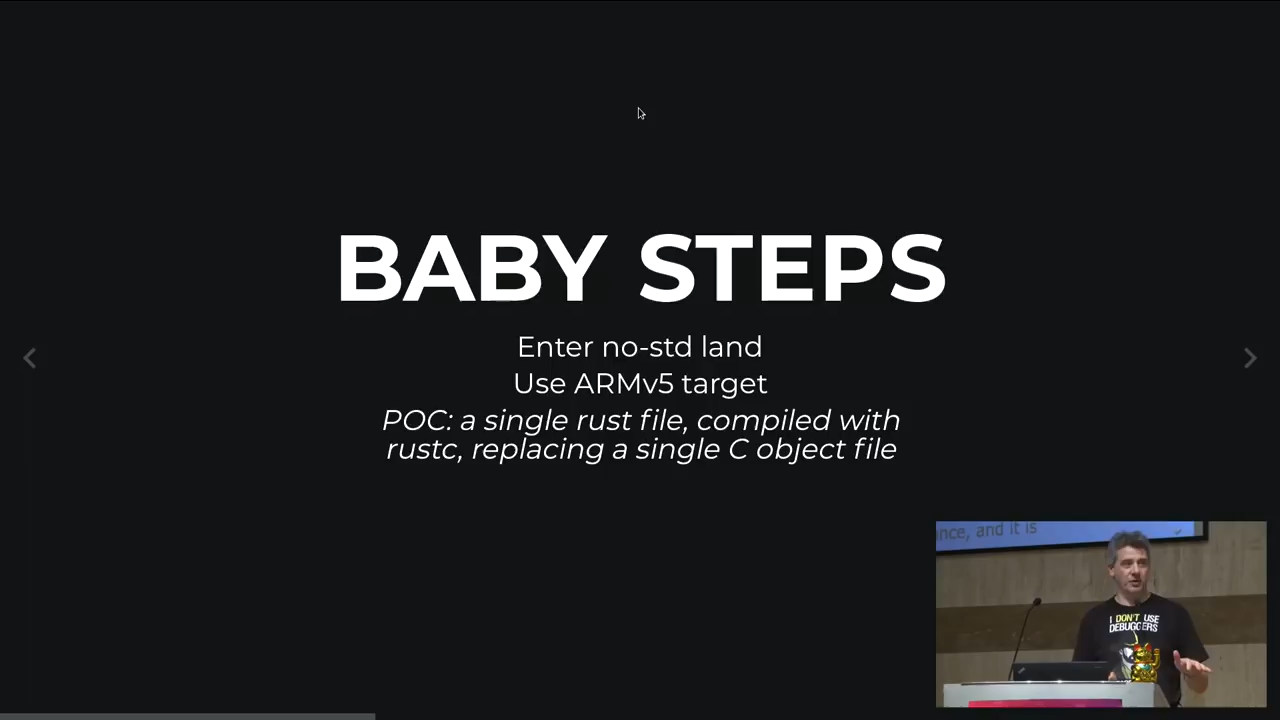 BABY STEPS
Enter no-std land
Use ARMv5 target
POC: a single rust file, compiled with
rustc, replacing a single C object file
nce, and it is
I DON'T USE
DEBUGGERS